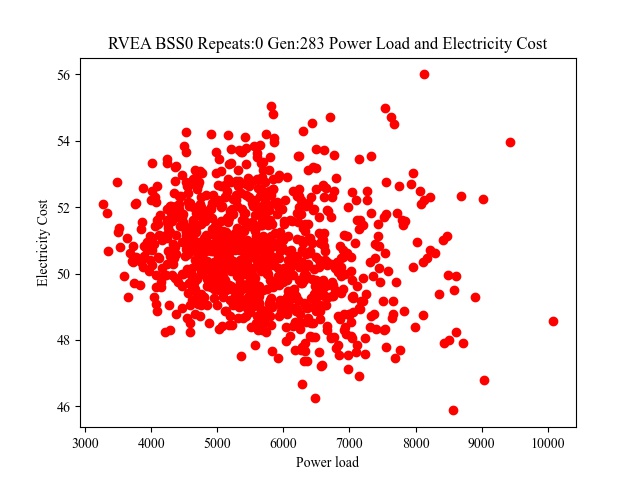 RVEA BSS0 Repeats:0 Gen:283 Power Load and Electricity Cost
56
54
52
50
48
46
Electricity Cost
3000 4000 5000 6000 7000 8000 9000 10000
Power load